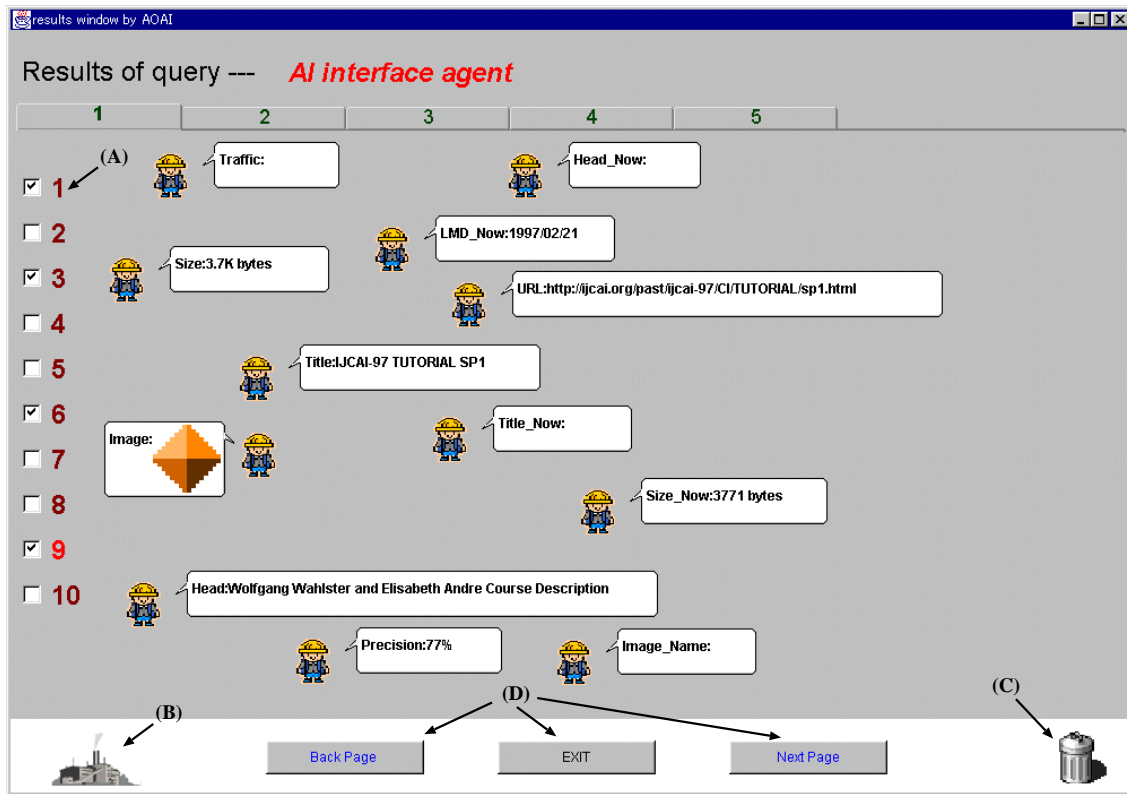 results window by AOAI
Results of query --- AI interface agent
1 2 3 4 5
(A)
Traffic:
Head_Now:
1
2
LMD_Now:1997/02/21
Size:3.7K bytes
3
URL:http://ijcai.org/past/ijcai-97/CI/TUTORIAL/sp1.html
4
Title:IJCAI-97 TUTORIAL SP1
5
6
Title_Now:
Image:
7
Size_Now:3771 bytes
8
9
Head:Wolfgang Wahlster and Elisabeth Andre Course Description
10
Precision:77%
Image_Name:
(D)
(C)
(B)
Back Page
EXIT
Next Page